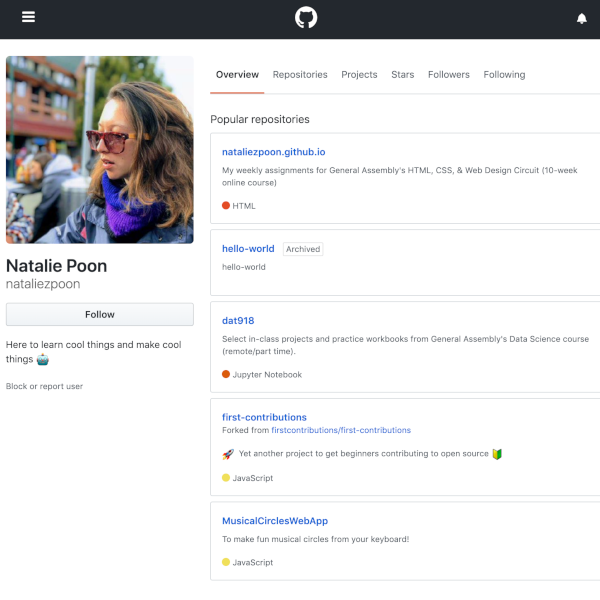 Overview Repositories Projects Stars Followers Following
Popular repositories
nataliezpoon.github.io
My weekly assignments for General Assembly's HTML, CSS, & Web Design Circuit (10-week
online course)
HTML
hello-world Archived
hello-world
dat918
Select in-class projects and practice workbooks from General Assembly's Data Science course
(remote/part time).
Jupyter Notebook
first-contributions
Forked from firstcontributions/first-contributions
🚀 Yet another project to get beginners contributing to open source 🔰
JavaScript
MusicalCirclesWebApp
To make fun musical circles from your keyboard!
JavaScript
Natalie Poon
nataliezpoon
Follow
Here to learn cool things and make cool
things 🤖
Block or report user